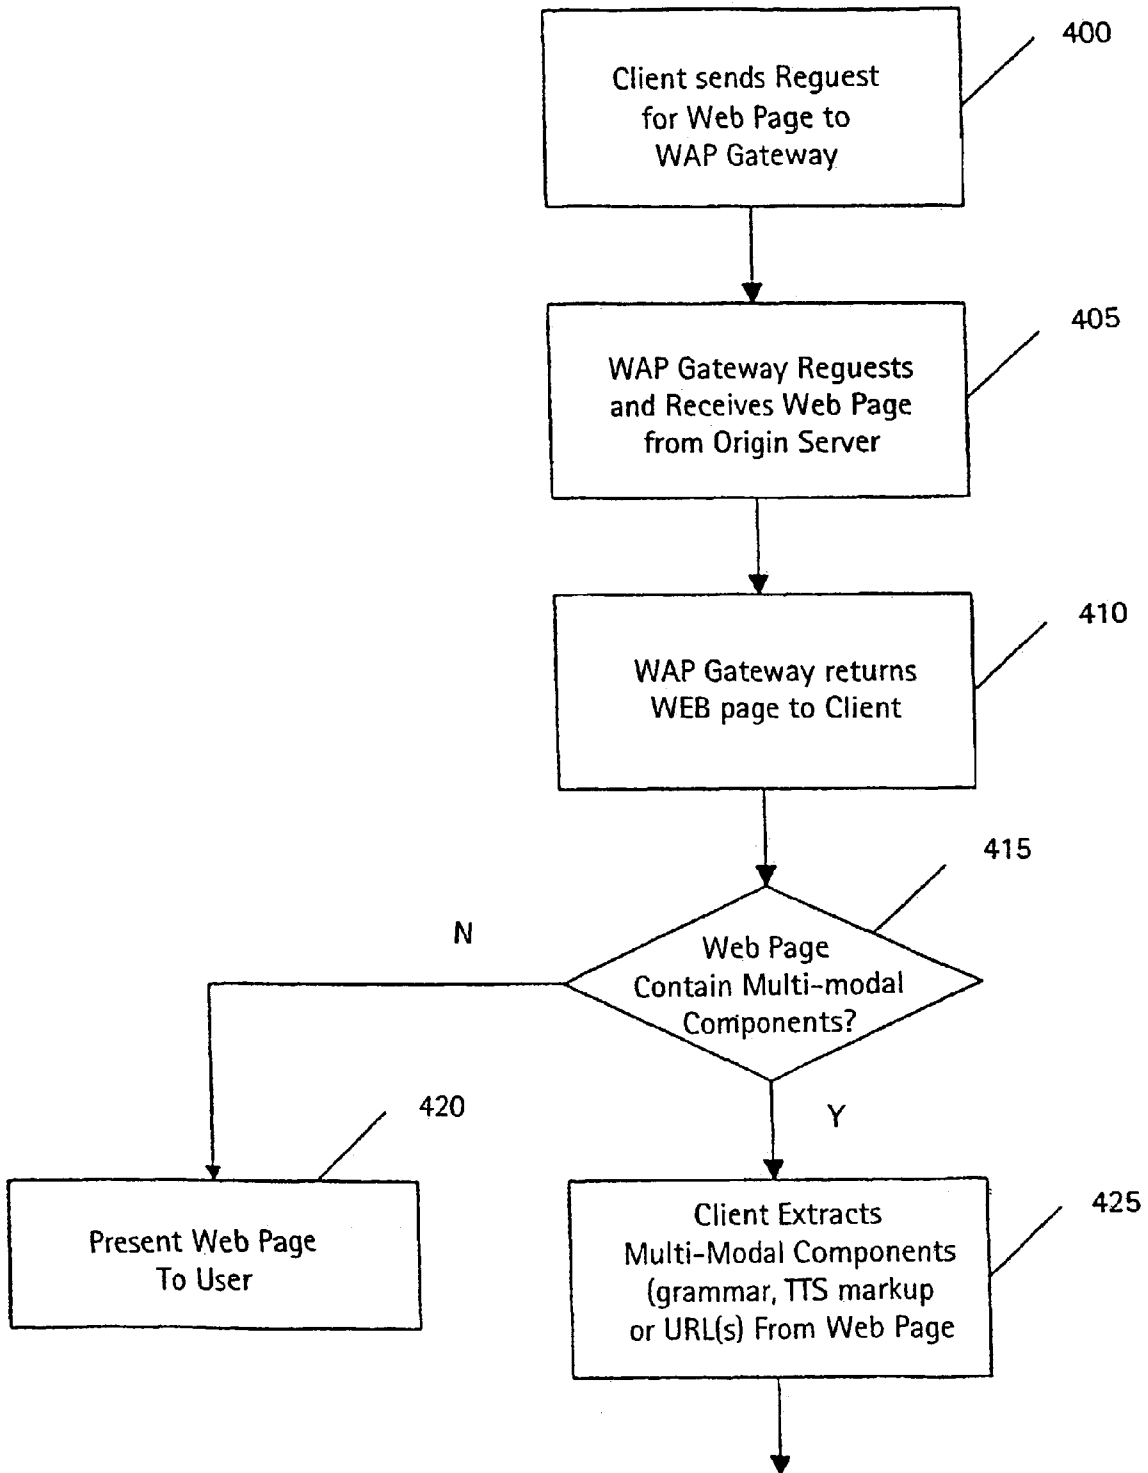 400
Client sends Reguest
for Web Page to
WAP Gateway
405
WAP Gateway Reguests
and Receives Web Page
from Origin Server
410
WAP Gateway returns
WEB page to Client
415
N
Web Page
Contain Multi-modal
Components?
Y
420
Present Web Page
To User
425
Client Extracts
Multi-Modal Components
(grammar, TTS markup
or URL(s) From Web Page